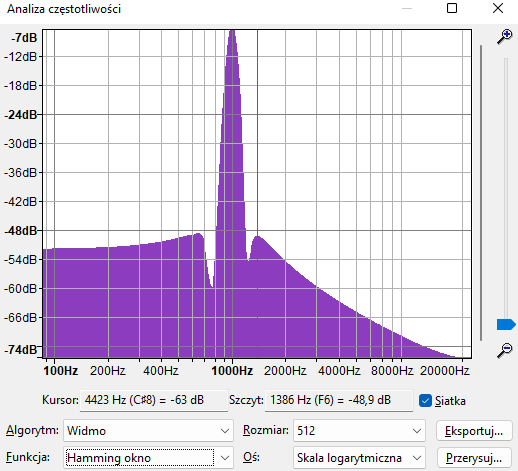 Analiza częstotliwości
-7dB
-12dB
-18dB
-24dB
-30dB
-36dB
-42dB
-48dB
-54dB
-60dB
-66dB
-74dB
100Hz 200Hz 400Hz 1000Hz 2000Hz 4000Hz 8000Hz 20000Hz
Kursor: 4423 Hz (C♯8) = -63 dB Szczyt: 1386 Hz (F6) = -48,9 dB Siatka
Algorytm: Widmo Rozmiar: 512 Eksportuj...
Funkcja: Hamming okno Oś: Skala logarytmiczna Przerysuj...